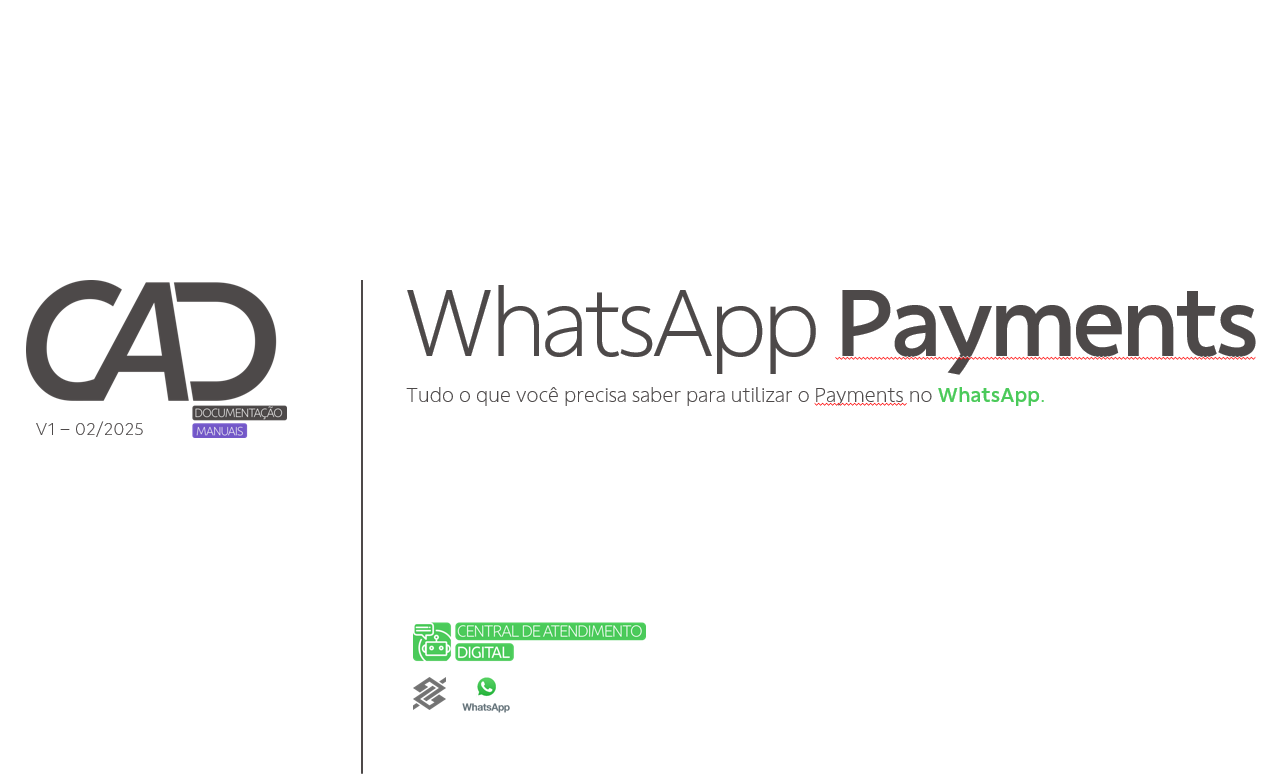 CAD
DOCUMENTAÇÃO
MANUAIS
V1 – 02/2025
WhatsApp Payments
Tudo o que você precisa saber para utilizar o Payments no WhatsApp.
CENTRAL DE ATENDIMENTO
DIGITAL
WhatsApp